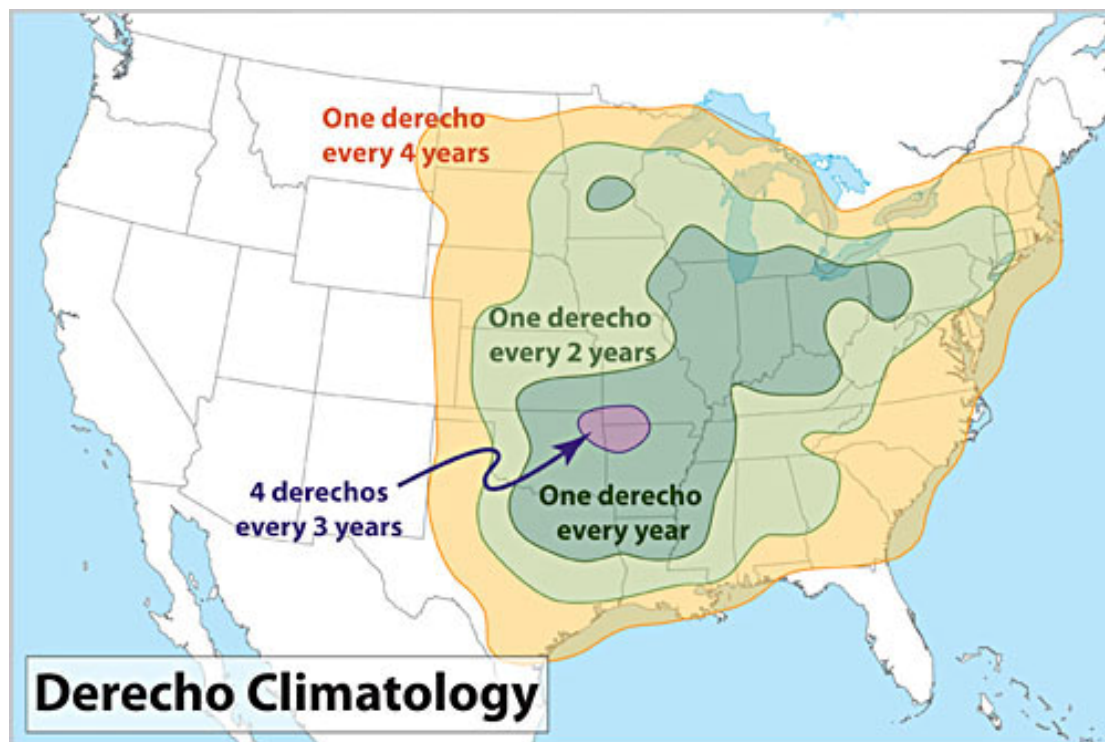 One derecho
every 4 years
One derecho
every 2 years
4 derechos
every 3 years
One derecho
every year
Derecho Climatology